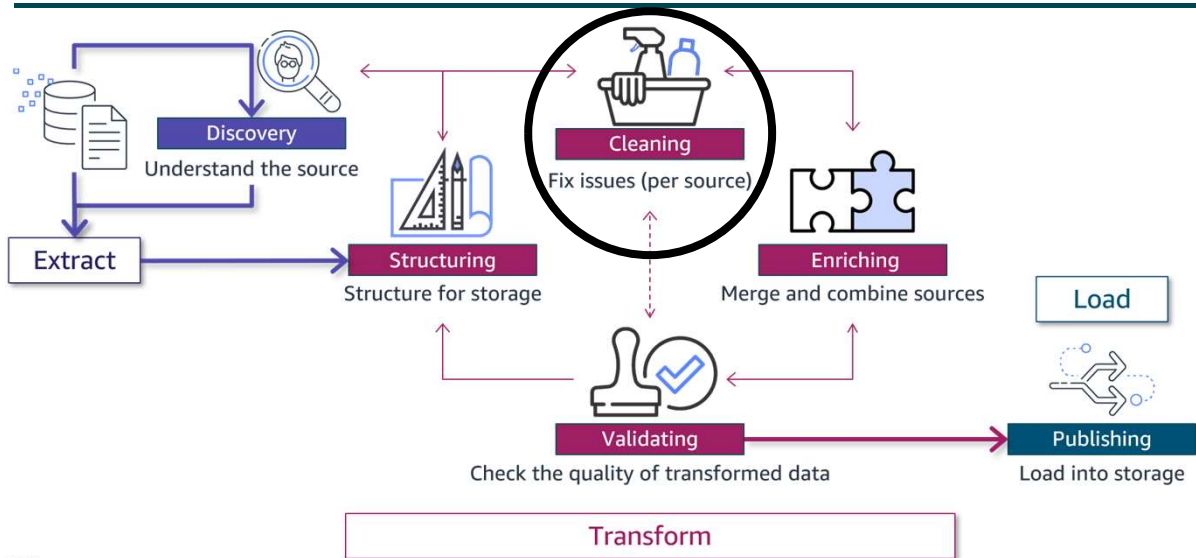 Discovery
Understand the source
Cleaning
Fix issues (per source)
Extract
Structuring
Structure for storage
Enriching
Merge and combine sources
Load
Validating
Check the quality of transformed data
Publishing
Load into storage
Transform